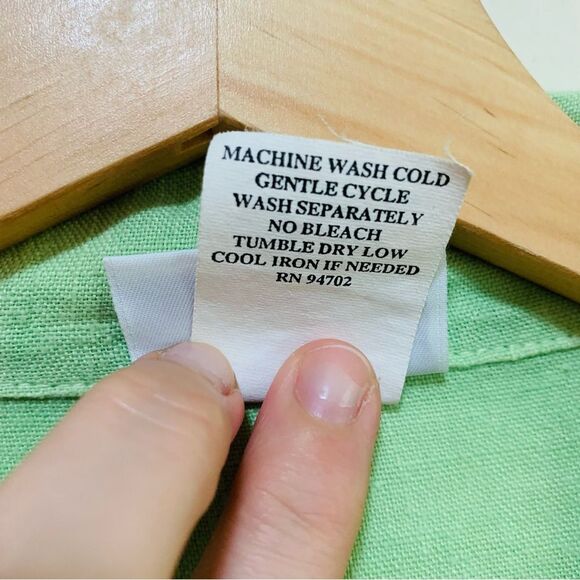 MACHINE WASH COLD
GENTLE CYCLE
WASH SEPARATELY
NO BLEACH
TUMBLE DRY LOW
COOL IRON IF NEEDED
RN 94702